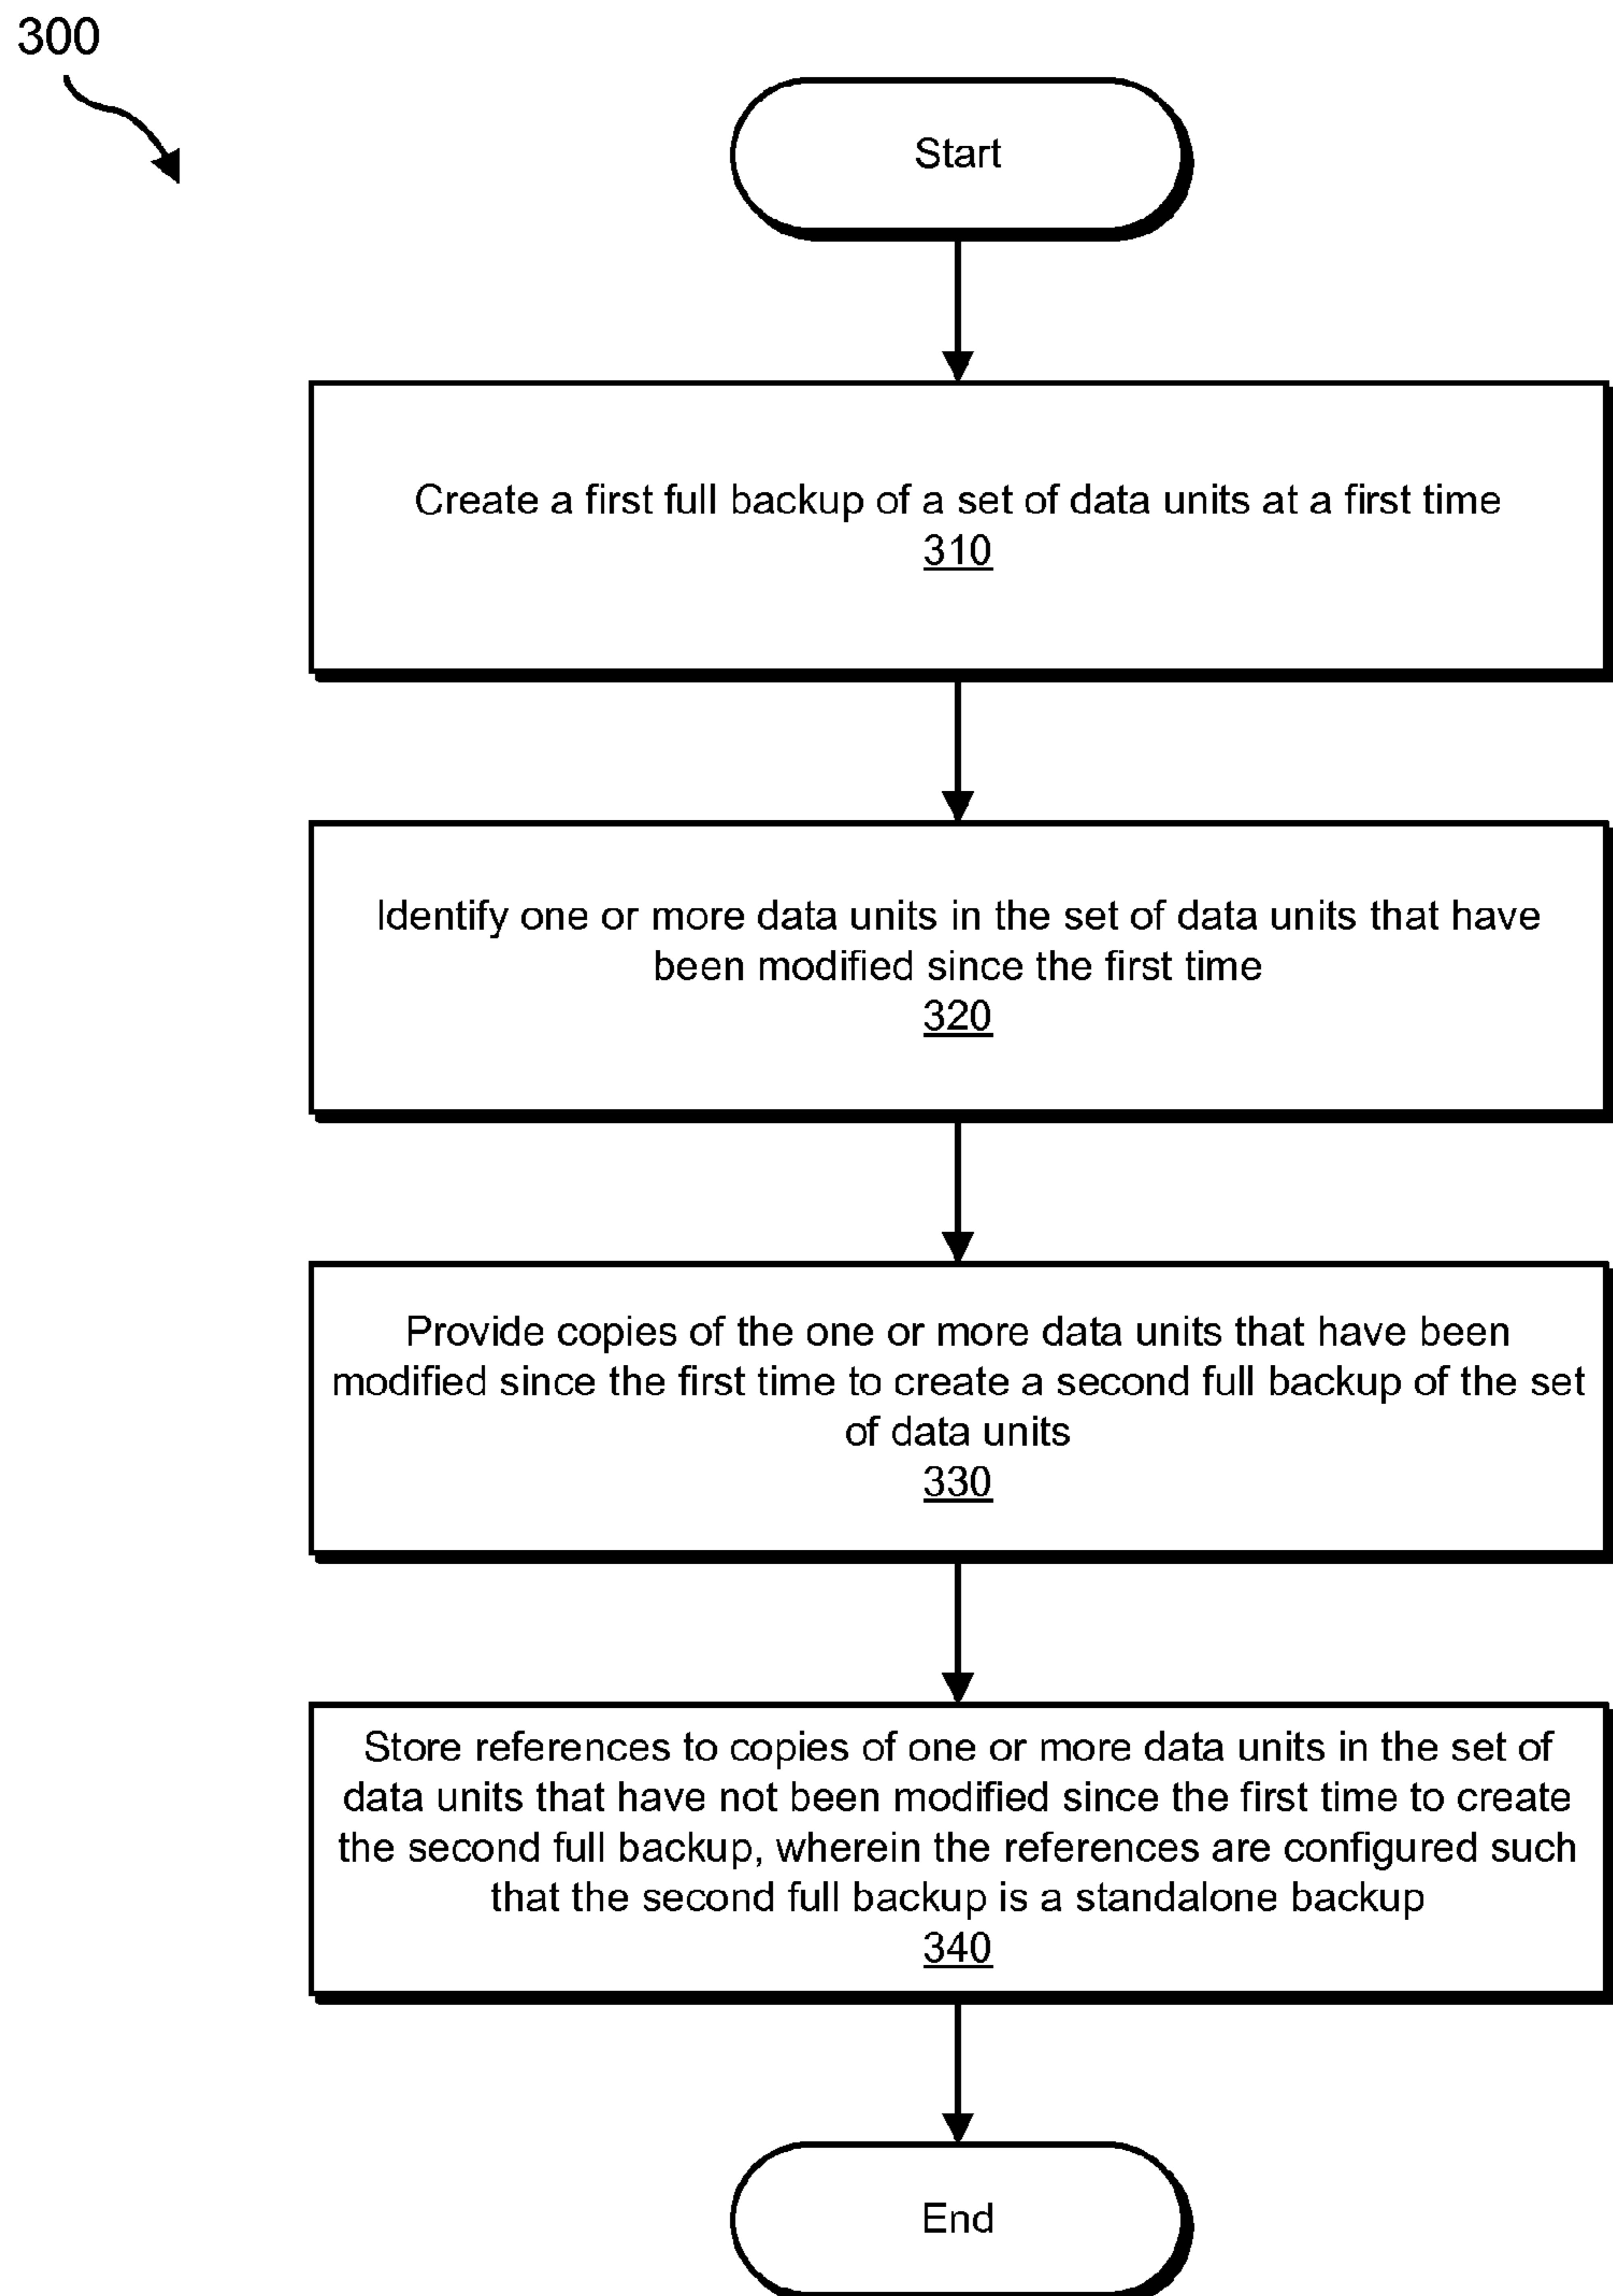 300
Start
Create a first full backup of a set of data units at a first time
310
Identify one or more data units in the set of data units that have
been modified since the first time
320
Provide copies of the one or more data units that have been
modified since the first time to create a second full backup of the set
of data units
330
Store references to copies of one or more data units in the set of
data units that have not been modified since the first time to create
the second full backup, wherein the references are configured such
that the second full backup is a standalone backup
340
End